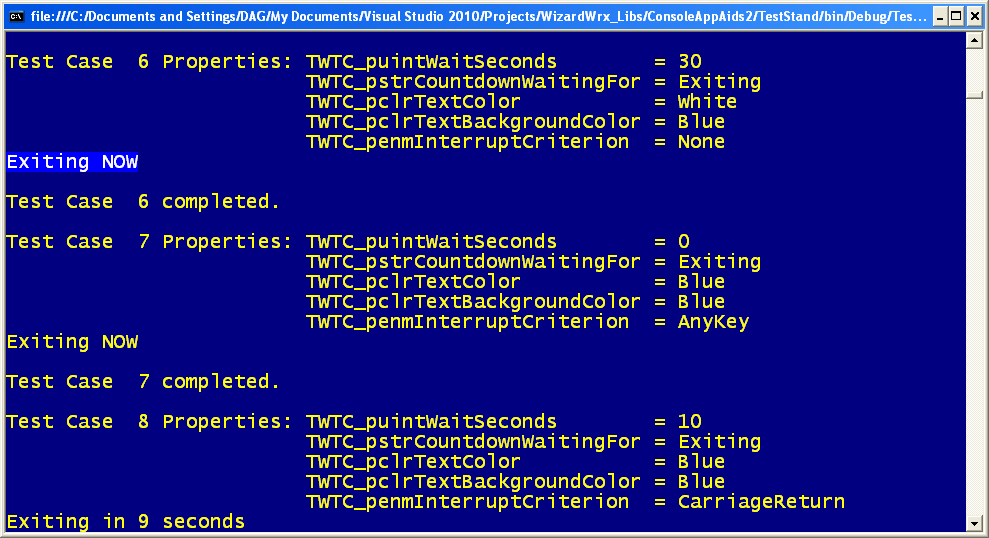 file:///C:/Documents and Settings/DAG/My Documents/Visual Studio 2010/Projects/WizardWrx_Libs/ConsoleAppAids2/TestStand/bin/Debug/Tes...
Test Case  6 Properties: TWTC_puintWaitSeconds        = 30
                         TWTC_pstrCountdownWaitingFor = Exiting
                         TWTC_pclrTextColor           = White
                         TWTC_pclrTextBackgroundColor = Blue
                         TWTC_penmInterruptCriterion  = None
Exiting NOW
Test Case  6 completed.
Test Case  7 Properties: TWTC_puintWaitSeconds        = 0
                         TWTC_pstrCountdownWaitingFor = Exiting
                         TWTC_pclrTextColor           = Blue
                         TWTC_pclrTextBackgroundColor = Blue
                         TWTC_penmInterruptCriterion  = AnyKey
Exiting NOW
Test Case  7 completed.
Test Case  8 Properties: TWTC_puintWaitSeconds        = 10
                         TWTC_pstrCountdownWaitingFor = Exiting
                         TWTC_pclrTextColor           = Blue
                         TWTC_pclrTextBackgroundColor = Blue
                         TWTC_penmInterruptCriterion  = CarriageReturn
Exiting in 9 seconds